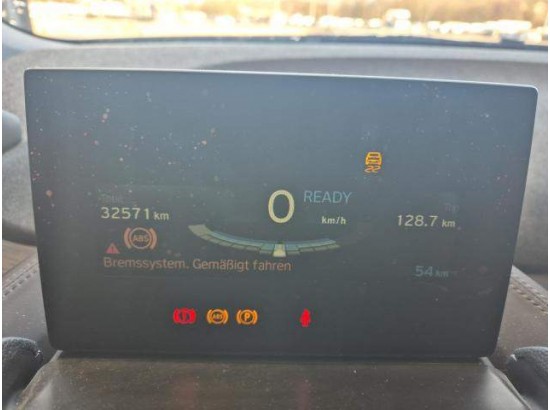 READY
0 km/h
32571 km
128.7 km
ABS
Bremssystem. Gemäßigt fahren
54 km
ABS P